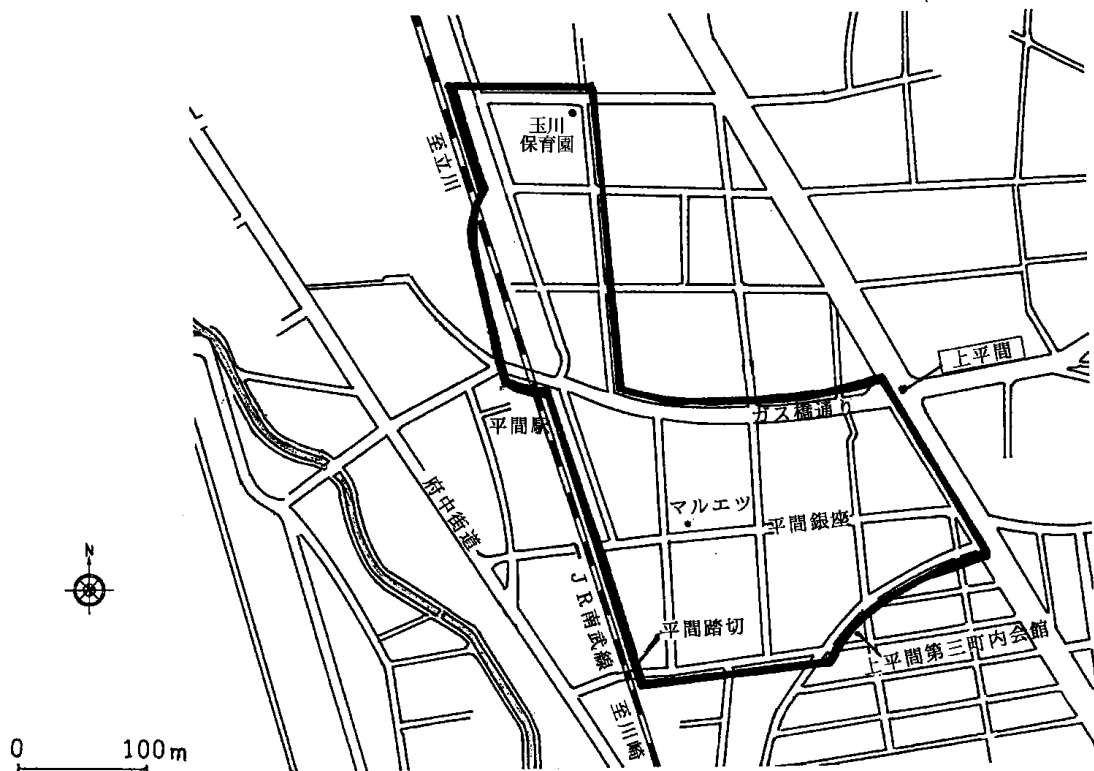 玉川
保育園
至立川
上平間
ガス橋通り
平間駅
マルエツ
府中街道
平間銀座
N
JR南武線
平間踏切
上平間第三町内会館
至川崎
0 100m